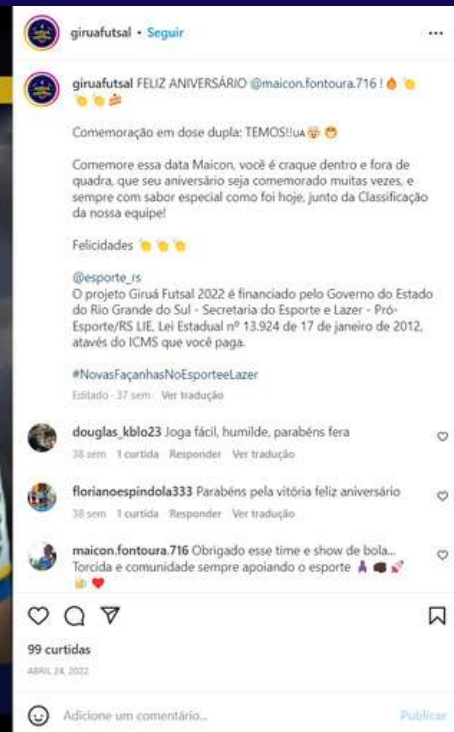 giruafutsal • Seguir
giruafutsal FELIZ ANIVERSÁRIO @maicon.fontoura.716 ! 🔥 👏
👏 👏 🎂
Comemoração em dose dupla: TEMOS!!UA 🤯 😁
Comemore essa data Maicon, você é craque dentro e fora de
quadra, que seu aniversário seja comemorado muitas vezes, e
sempre com sabor especial como foi hoje, junto da Classificação
da nossa equipe!
Felicidades 👏 👏 👏
@esporte_rs
O projeto Giruá Futsal 2022 é financiado pelo Governo do Estado
do Rio Grande do Sul - Secretaria do Esporte e Lazer - Pró-
Esporte/RS LIE, Lei Estadual nº 13.924 de 17 de janeiro de 2012,
atavés do ICMS que você paga.
#NovasFaçanhasNoEsporteeLazer
Editado · 37 sem Ver tradução
douglas_kblo23 Joga fácil, humilde, parabéns fera
38 sem 1 curtida Responder Ver tradução
florianoespindola333 Parabéns pela vitória feliz aniversário
38 sem 1 curtida Responder Ver tradução
maicon.fontoura.716 Obrigado esse time e show de bola...
Torcida e comunidade sempre apoiando o esporte
99 curtidas
ABRIL 24, 2022
Adicione um comentário...
Publicar